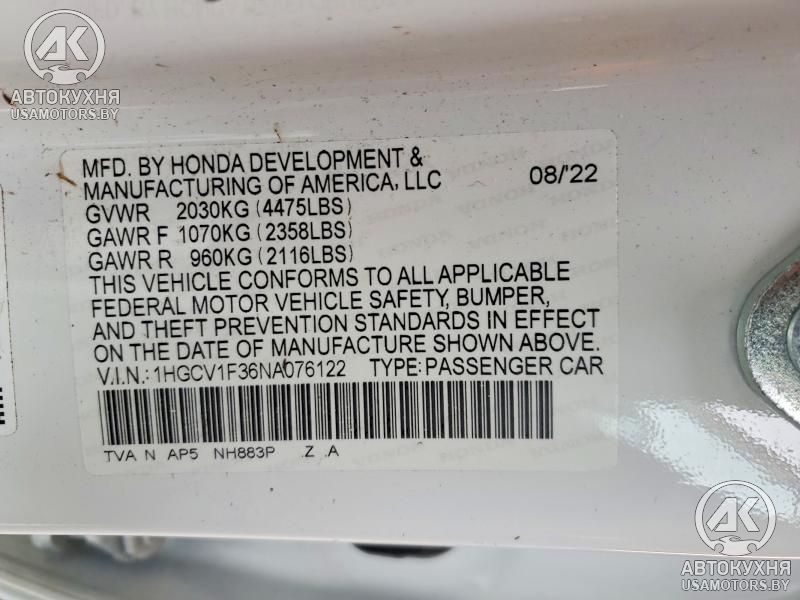 АК
АВТОКУХНЯ
USAMOTORS.BY
MFD. BY HONDA DEVELOPMENT &
MANUFACTURING OF AMERICA, LLC 08/'22
GVWR 2030KG (4475LBS)
GAWR F 1070KG (2358LBS)
GAWR R 960KG (2116LBS)
THIS VEHICLE CONFORMS TO ALL APPLICABLE
FEDERAL MOTOR VEHICLE SAFETY, BUMPER,
AND THEFT PREVENTION STANDARDS IN EFFECT
ON THE DATE OF MANUFACTURE SHOWN ABOVE.
V.I.N.: 1HGCV1F36NA076122 TYPE: PASSENGER CAR
TVA N AP5 NH883P .Z .A
АК
АВТОКУХНЯ
USAMOTORS.BY